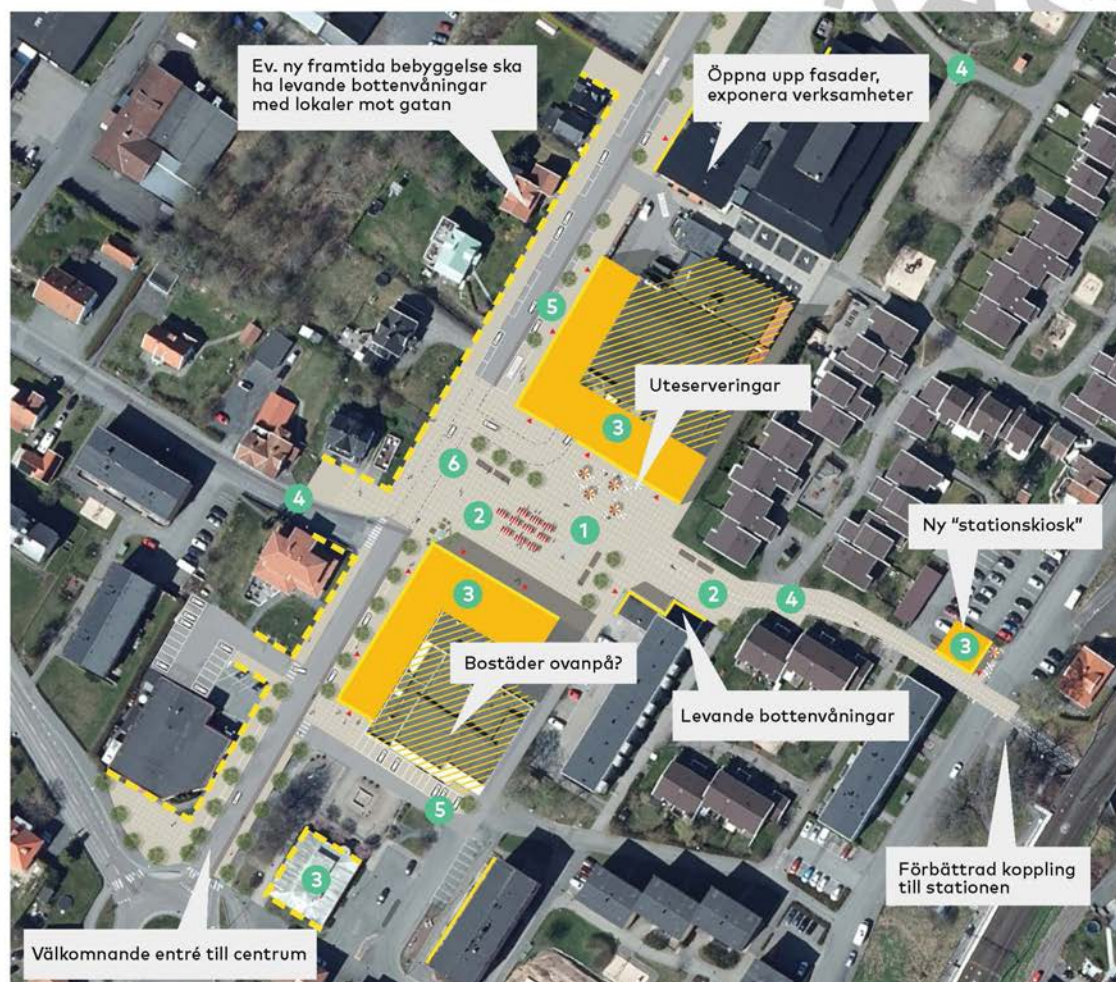 Ev. ny framtida bebyggelse ska
ha levande bottenvåningar
med lokaler mot gatan
Öppna upp fasader,
exponera verksamheter
4
5
Uteserveringar
3
6
4
2
1
Ny "stationskiosk"
2
4
3
3
Bostäder ovanpå?
Levande bottenvåningar
5
3
Förbättrad koppling
till stationen
Välkomnande entré till centrum